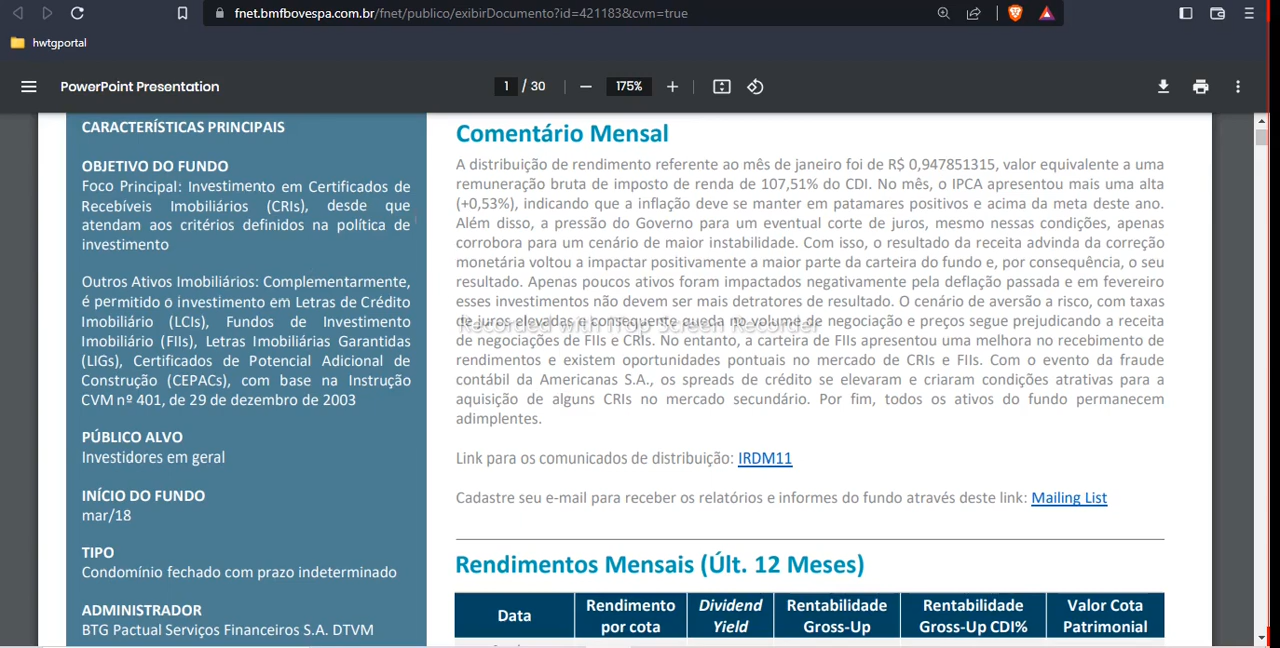 fnet.bmfbovespa.com.br/fnet/publico/exibirDocumento?id=421183&cvm=true
hwtgportal
PowerPoint Presentation
1 / 30
175%
CARACTERÍSTICAS PRINCIPAIS
OBJETIVO DO FUNDO
Foco Principal: Investimento em Certificados de
Recebíveis Imobiliários (CRIs), desde que
atendam aos critérios definidos na política de
investimento
Outros Ativos Imobiliários: Complementarmente,
é permitido o investimento em Letras de Crédito
Imobiliário (LCIs), Fundos de Investimento
Imobiliário (FIIs), Letras Imobiliárias Garantidas
(LIGs), Certificados de Potencial Adicional de
Construção (CEPACs), com base na Instrução
CVM nº 401, de 29 de dezembro de 2003
PÚBLICO ALVO
Investidores em geral
INÍCIO DO FUNDO
mar/18
TIPO
Condomínio fechado com prazo indeterminado
ADMINISTRADOR
BTG Pactual Serviços Financeiros S.A. DTVM
Comentário Mensal
A distribuição de rendimento referente ao mês de janeiro foi de R$ 0,947851315, valor equivalente a uma
remuneração bruta de imposto de renda de 107,51% do CDI. No mês, o IPCA apresentou mais uma alta
(+0,53%), indicando que a inflação deve se manter em patamares positivos e acima da meta deste ano.
Além disso, a pressão do Governo para um eventual corte de juros, mesmo nessas condições, apenas
corrobora para um cenário de maior instabilidade. Com isso, o resultado da receita advinda da correção
monetária voltou a impactar positivamente a maior parte da carteira do fundo e, por consequência, o seu
resultado. Apenas poucos ativos foram impactados negativamente pela deflação passada e em fevereiro
esses investimentos não devem ser mais detratores de resultado. O cenário de aversão a risco, com taxas
de juros elevadas e consequente queda no volume de negociação e preços segue prejudicando a receita
Recorded with iTop Screen Recorder
de negociações de FIIs e CRIs. No entanto, a carteira de FIIs apresentou uma melhora no recebimento de
rendimentos e existem oportunidades pontuais no mercado de CRIs e FIIs. Com o evento da fraude
contábil da Americanas S.A., os spreads de crédito se elevaram e criaram condições atrativas para a
aquisição de alguns CRIs no mercado secundário. Por fim, todos os ativos do fundo permanecem
adimplentes.
Link para os comunicados de distribuição: IRDM11
Cadastre seu e-mail para receber os relatórios e informes do fundo através deste link: Mailing List
Rendimentos Mensais (Últ. 12 Meses)
Data Rendimento por cota Dividend Yield Rentabilidade Gross-Up Rentabilidade Gross-Up CDI% Valor Cota Patrimonial